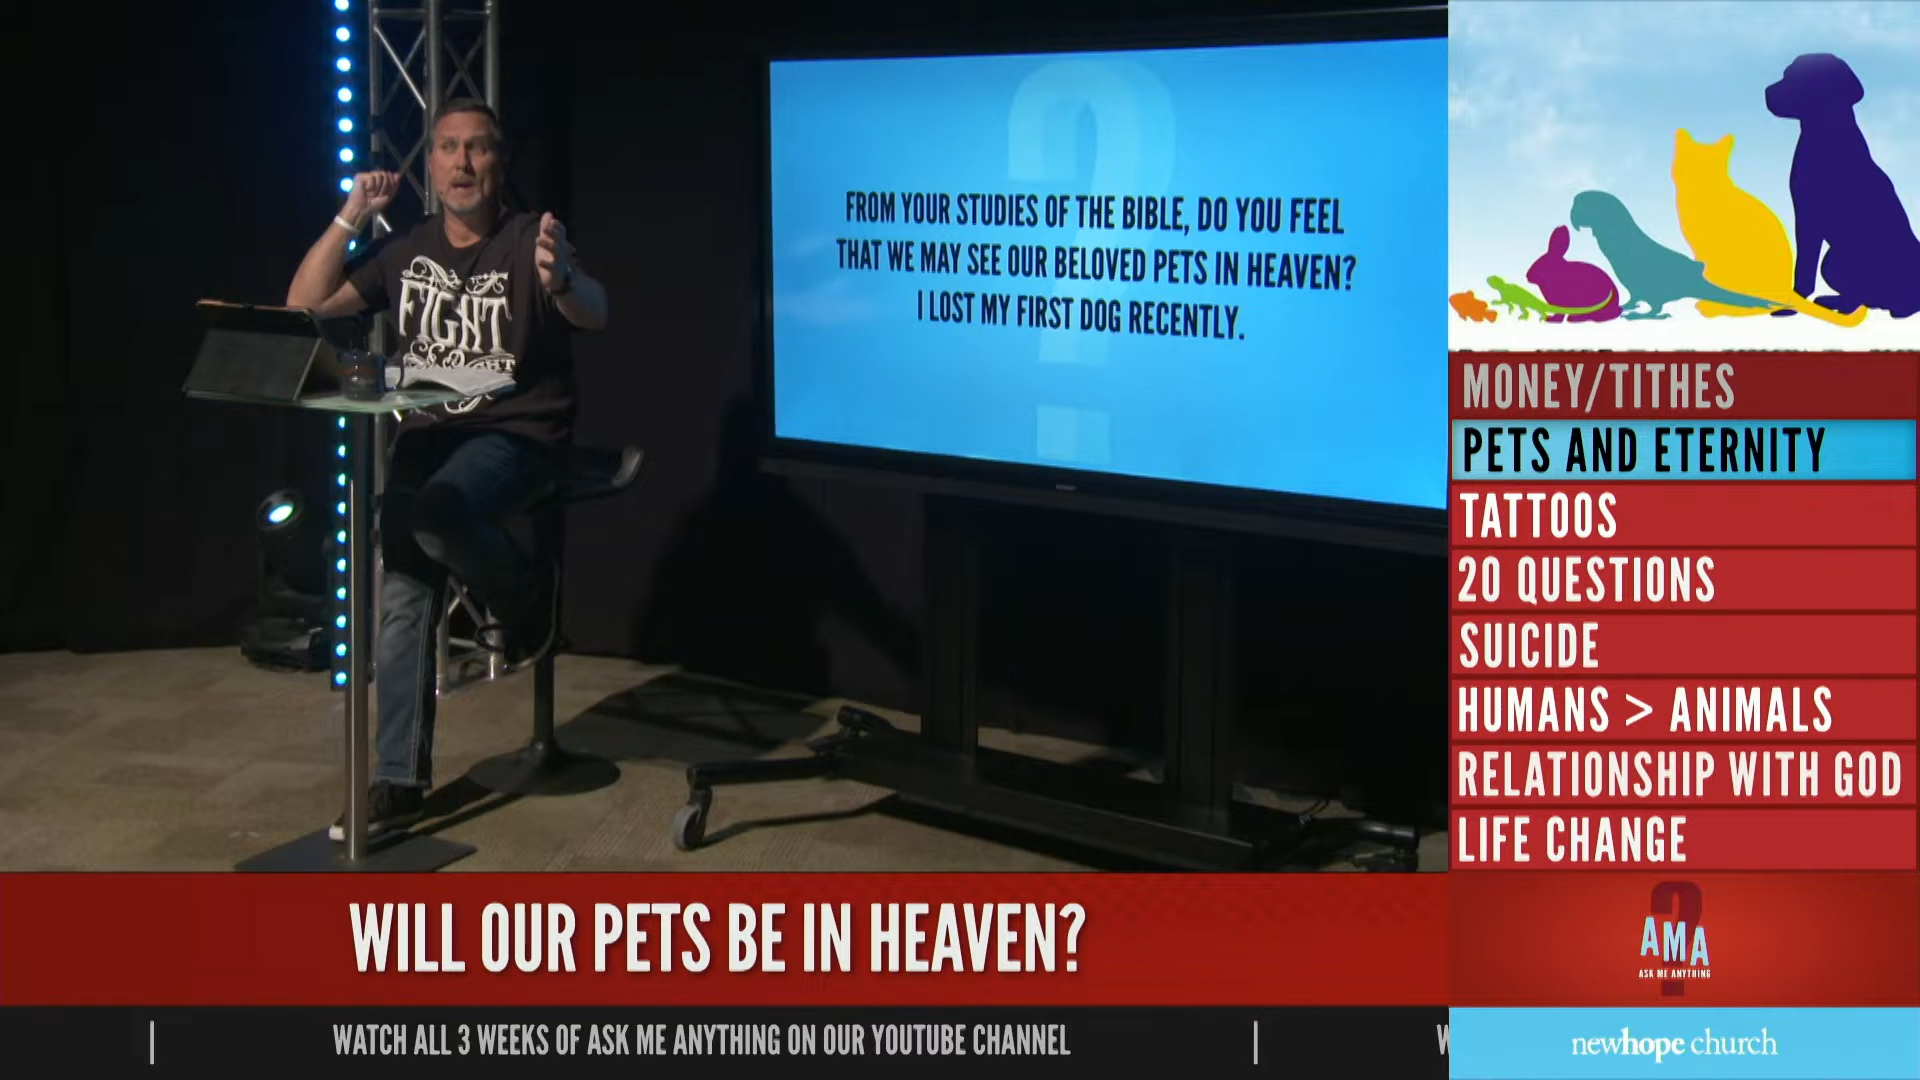 FIGHT
FROM YOUR STUDIES OF THE BIBLE, DO YOU FEEL
THAT WE MAY SEE OUR BELOVED PETS IN HEAVEN?
I LOST MY FIRST DOG RECENTLY.
MONEY/TITHES
PETS AND ETERNITY
TATTOOS
20 QUESTIONS
SUICIDE
HUMANS > ANIMALS
RELATIONSHIP WITH GOD
LIFE CHANGE
WILL OUR PETS BE IN HEAVEN?
AMA
ASK ME ANYTHING
WATCH ALL 3 WEEKS OF ASK ME ANYTHING ON OUR YOUTUBE CHANNEL
newhope church